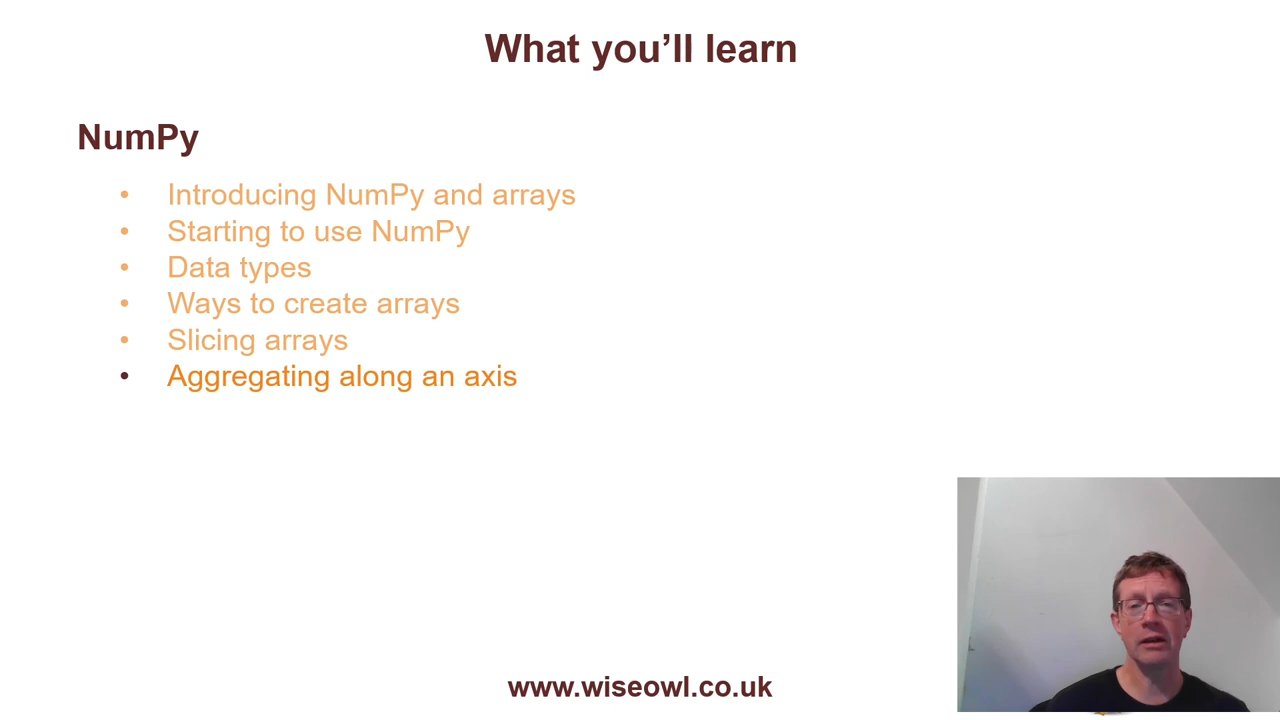 What you’ll learn
NumPy
• Introducing NumPy and arrays
• Starting to use NumPy
• Data types
• Ways to create arrays
• Slicing arrays
• Aggregating along an axis
www.wiseowl.co.uk